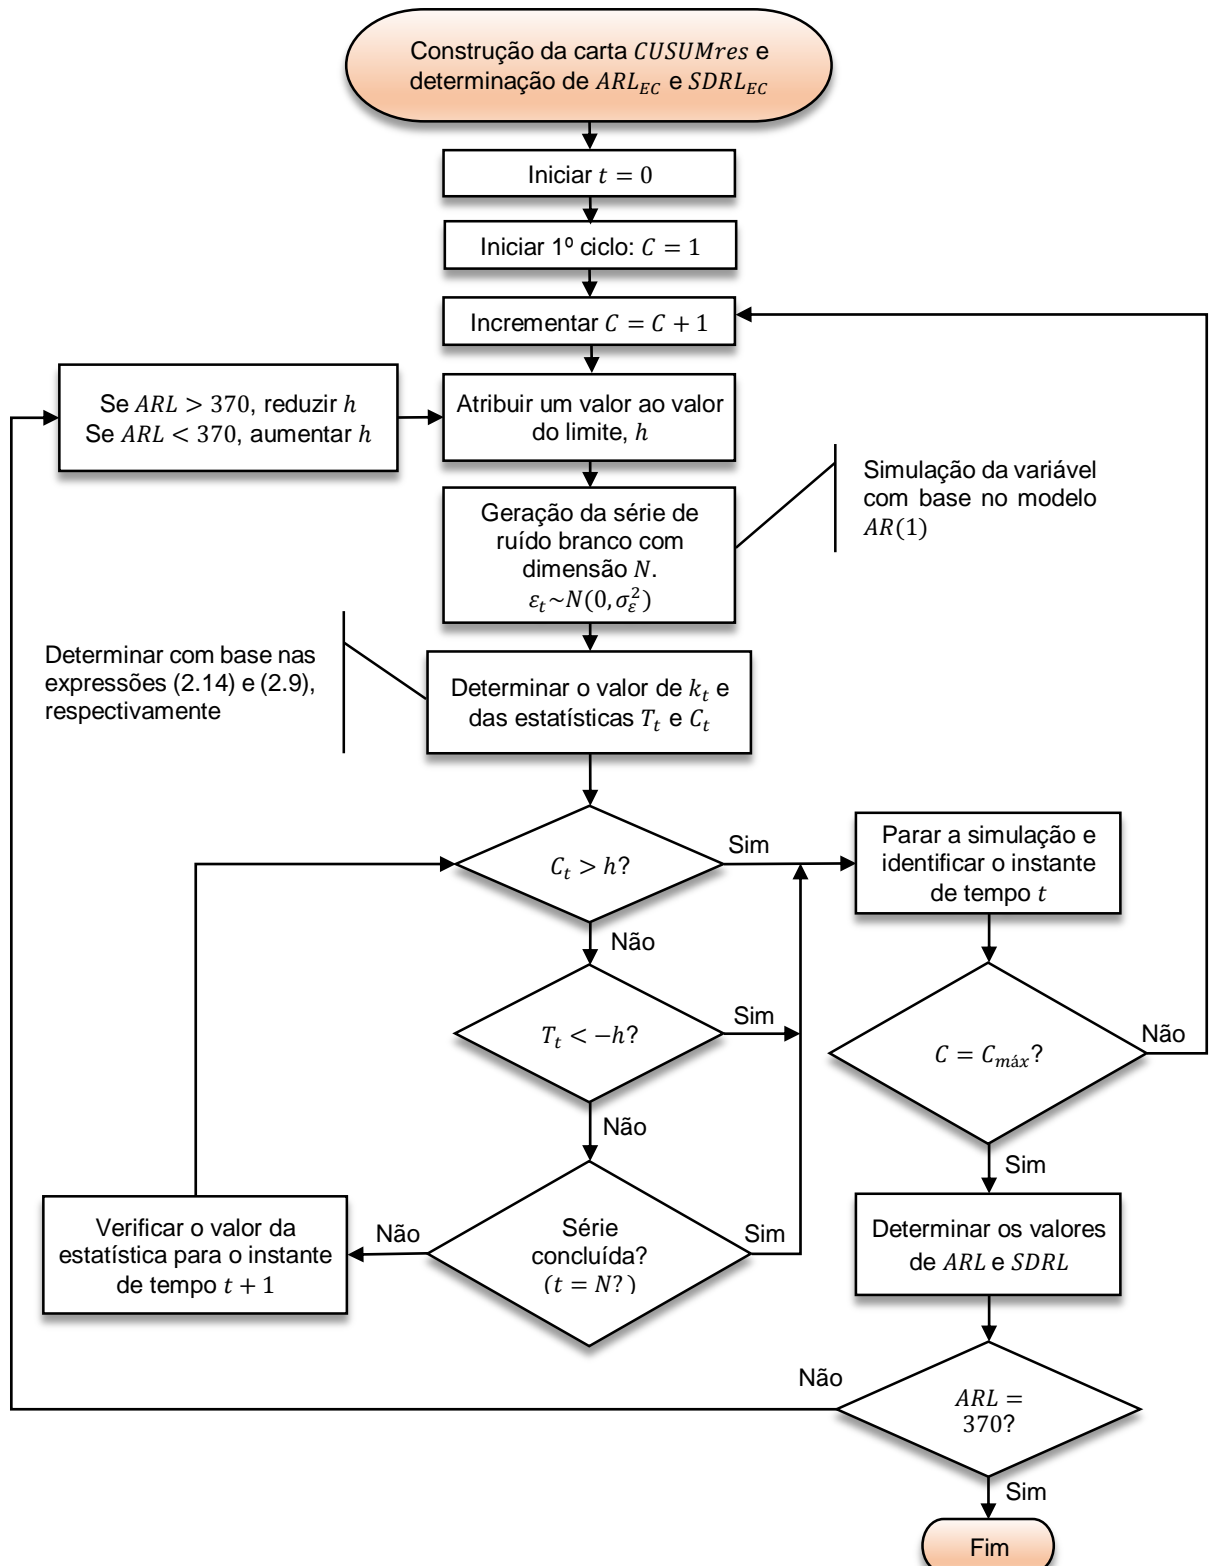 Construção da carta CUSUMres e
determinação de ARL_EC e SDRL_EC
Iniciar t = 0
Iniciar 1º ciclo: C = 1
Incrementar C = C + 1
Se ARL > 370, reduzir h
Se ARL < 370, aumentar h
Atribuir um valor ao valor
do limite, h
Geração da série de
ruído branco com
dimensão N.
ε_t~N(0, σ_ε^2)
Simulação da variável
com base no modelo
AR(1)
Determinar com base nas
expressões (2.14) e (2.9),
respectivamente
Determinar o valor de k_t e
das estatísticas T_t e C_t
C_t > h?
Sim
Não
Parar a simulação e
identificar o instante
de tempo t
T_t < −h?
Sim
Não
C = C_máx?
Não
Sim
Verificar o valor da
estatística para o instante
de tempo t + 1
Não
Série
concluída?
(t = N?)
Sim
Determinar os valores
de ARL e SDRL
Não
ARL =
370?
Sim
Fim